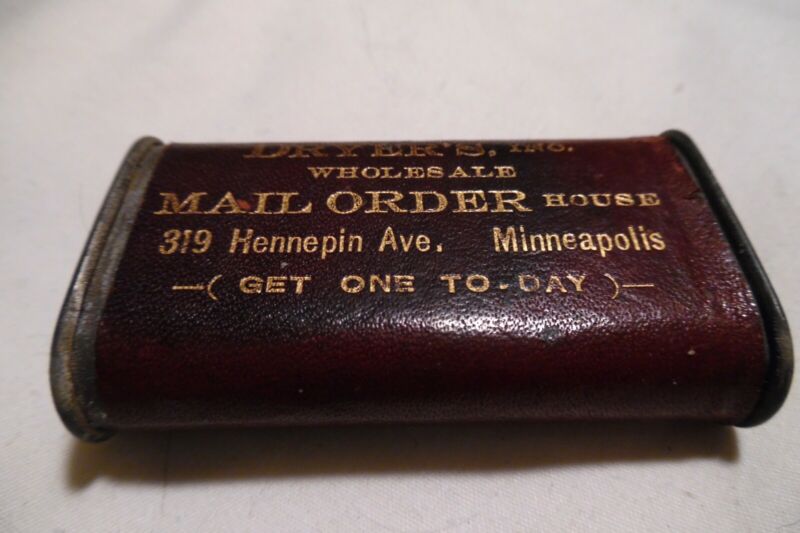 DRYER'S, INC.
WHOLESALE
MAIL ORDER HOUSE
319 Hennepin Ave. Minneapolis
—( GET ONE TO-DAY )—